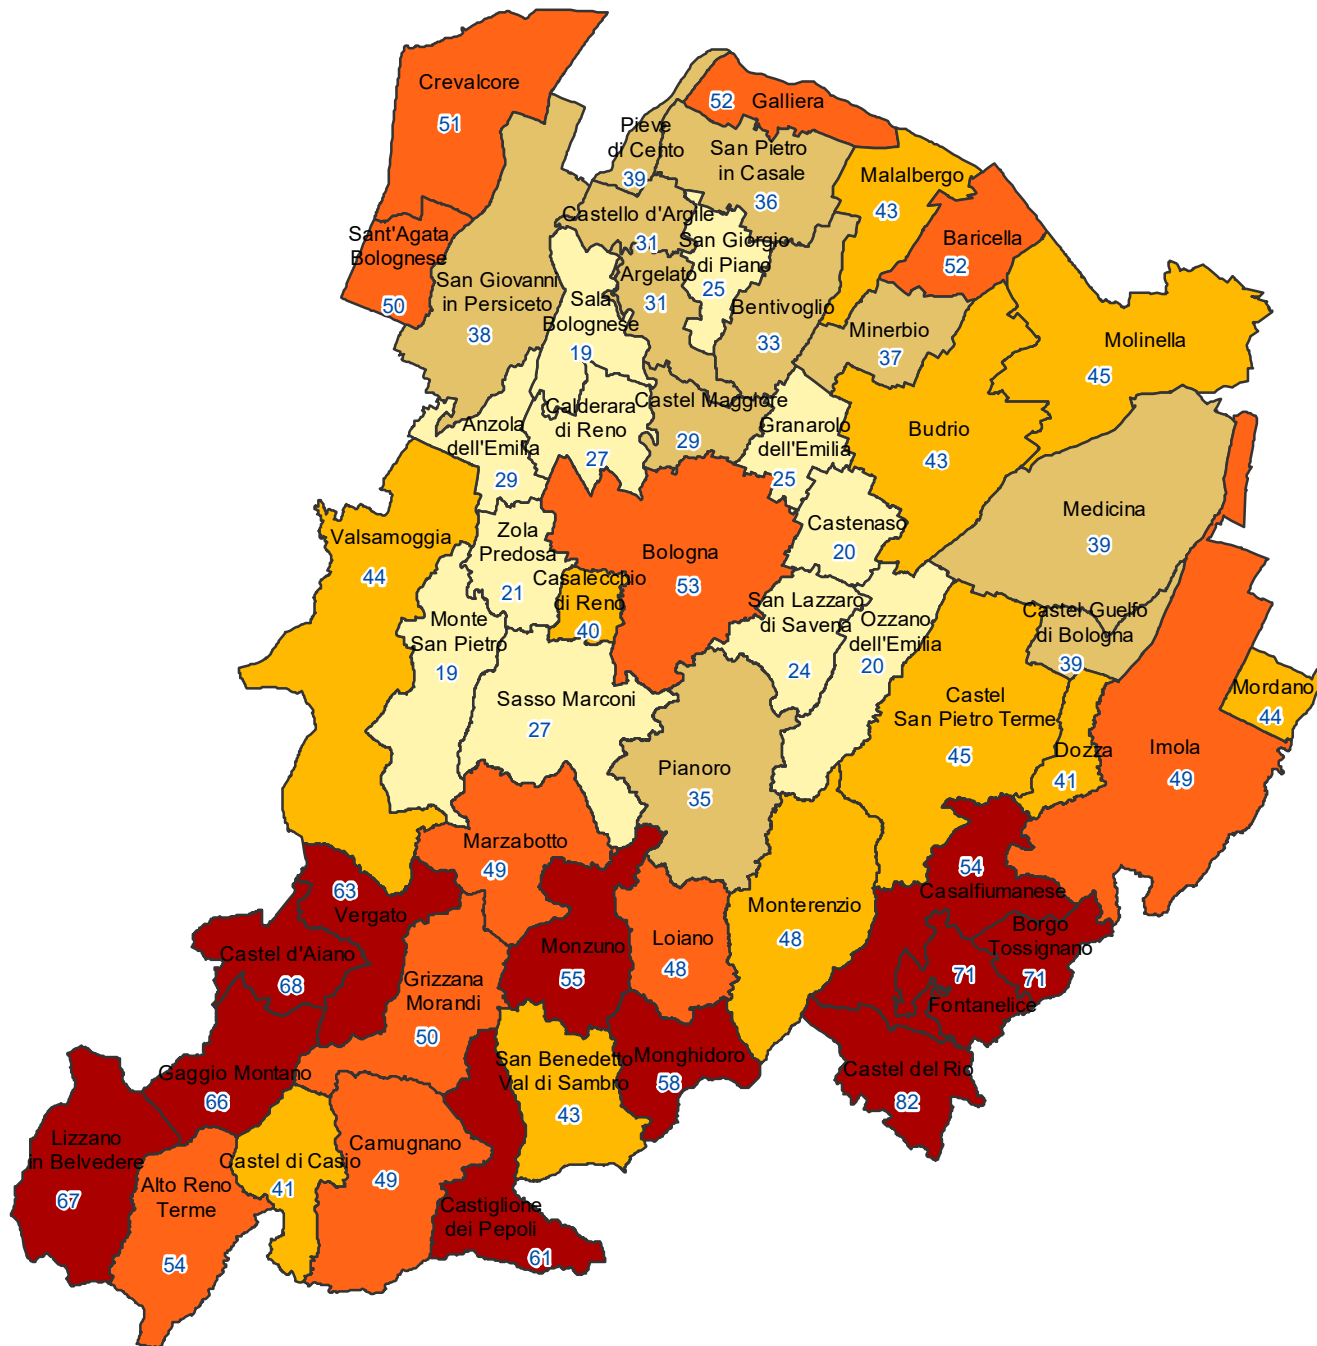 Crevalcore
51
52
Galliera
Pieve
di Cento
39
San Pietro
in Casale
36
Malalbergo
43
Castello d'Argile
31
San Giorgio
di Piano
25
Sant'Agata
Bolognese
50
Baricella
52
San Giovanni
in Persiceto
38
Argelato
31
Sala
Bolognese
19
Bentivoglio
33
Minerbio
37
Molinella
45
Castel Maggiore
29
Calderara
di Reno
27
Anzola
dell'Emilia
29
Granarolo
dell'Emilia
25
Budrio
43
Medicina
39
Valsamoggia
44
Zola
Predosa
21
Bologna
53
Castenaso
20
Casalecchio
di Reno
40
San Lazzaro
di Savena
24
Ozzano
dell'Emilia
20
Castel Guelfo
di Bologna
39
Monte
San Pietro
19
Sasso Marconi
27
Castel
San Pietro Terme
45
Mordano
44
Dozza
41
Imola
49
Pianoro
35
Marzabotto
49
63
Vergato
54
Casalfiumanese
Monterenzio
48
Borgo
Tossignano
71
Castel d'Aiano
68
Monzuno
55
Loiano
48
71
Fontanelice
Grizzana
Morandi
50
San Benedetto
Val di Sambro
43
Monghidoro
58
Castel del Rio
82
Gaggio Montano
66
Lizzano
in Belvedere
67
Castel di Casio
41
Camugnano
49
Alto Reno
Terme
54
Castiglione
dei Pepoli
61